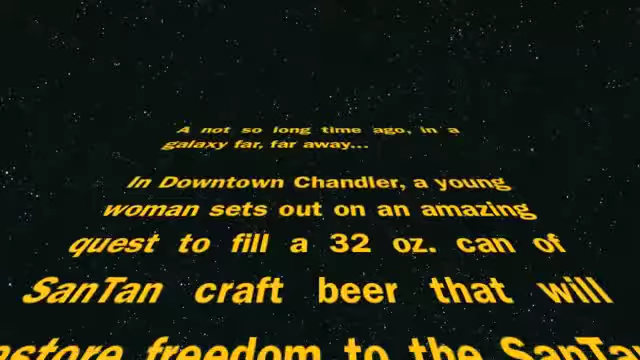 A not so long time ago, in a
galaxy far, far away...
In Downtown Chandler, a young
woman sets out on an amazing
quest to fill a 32 oz. can of
SanTan craft beer that will
freedom to the